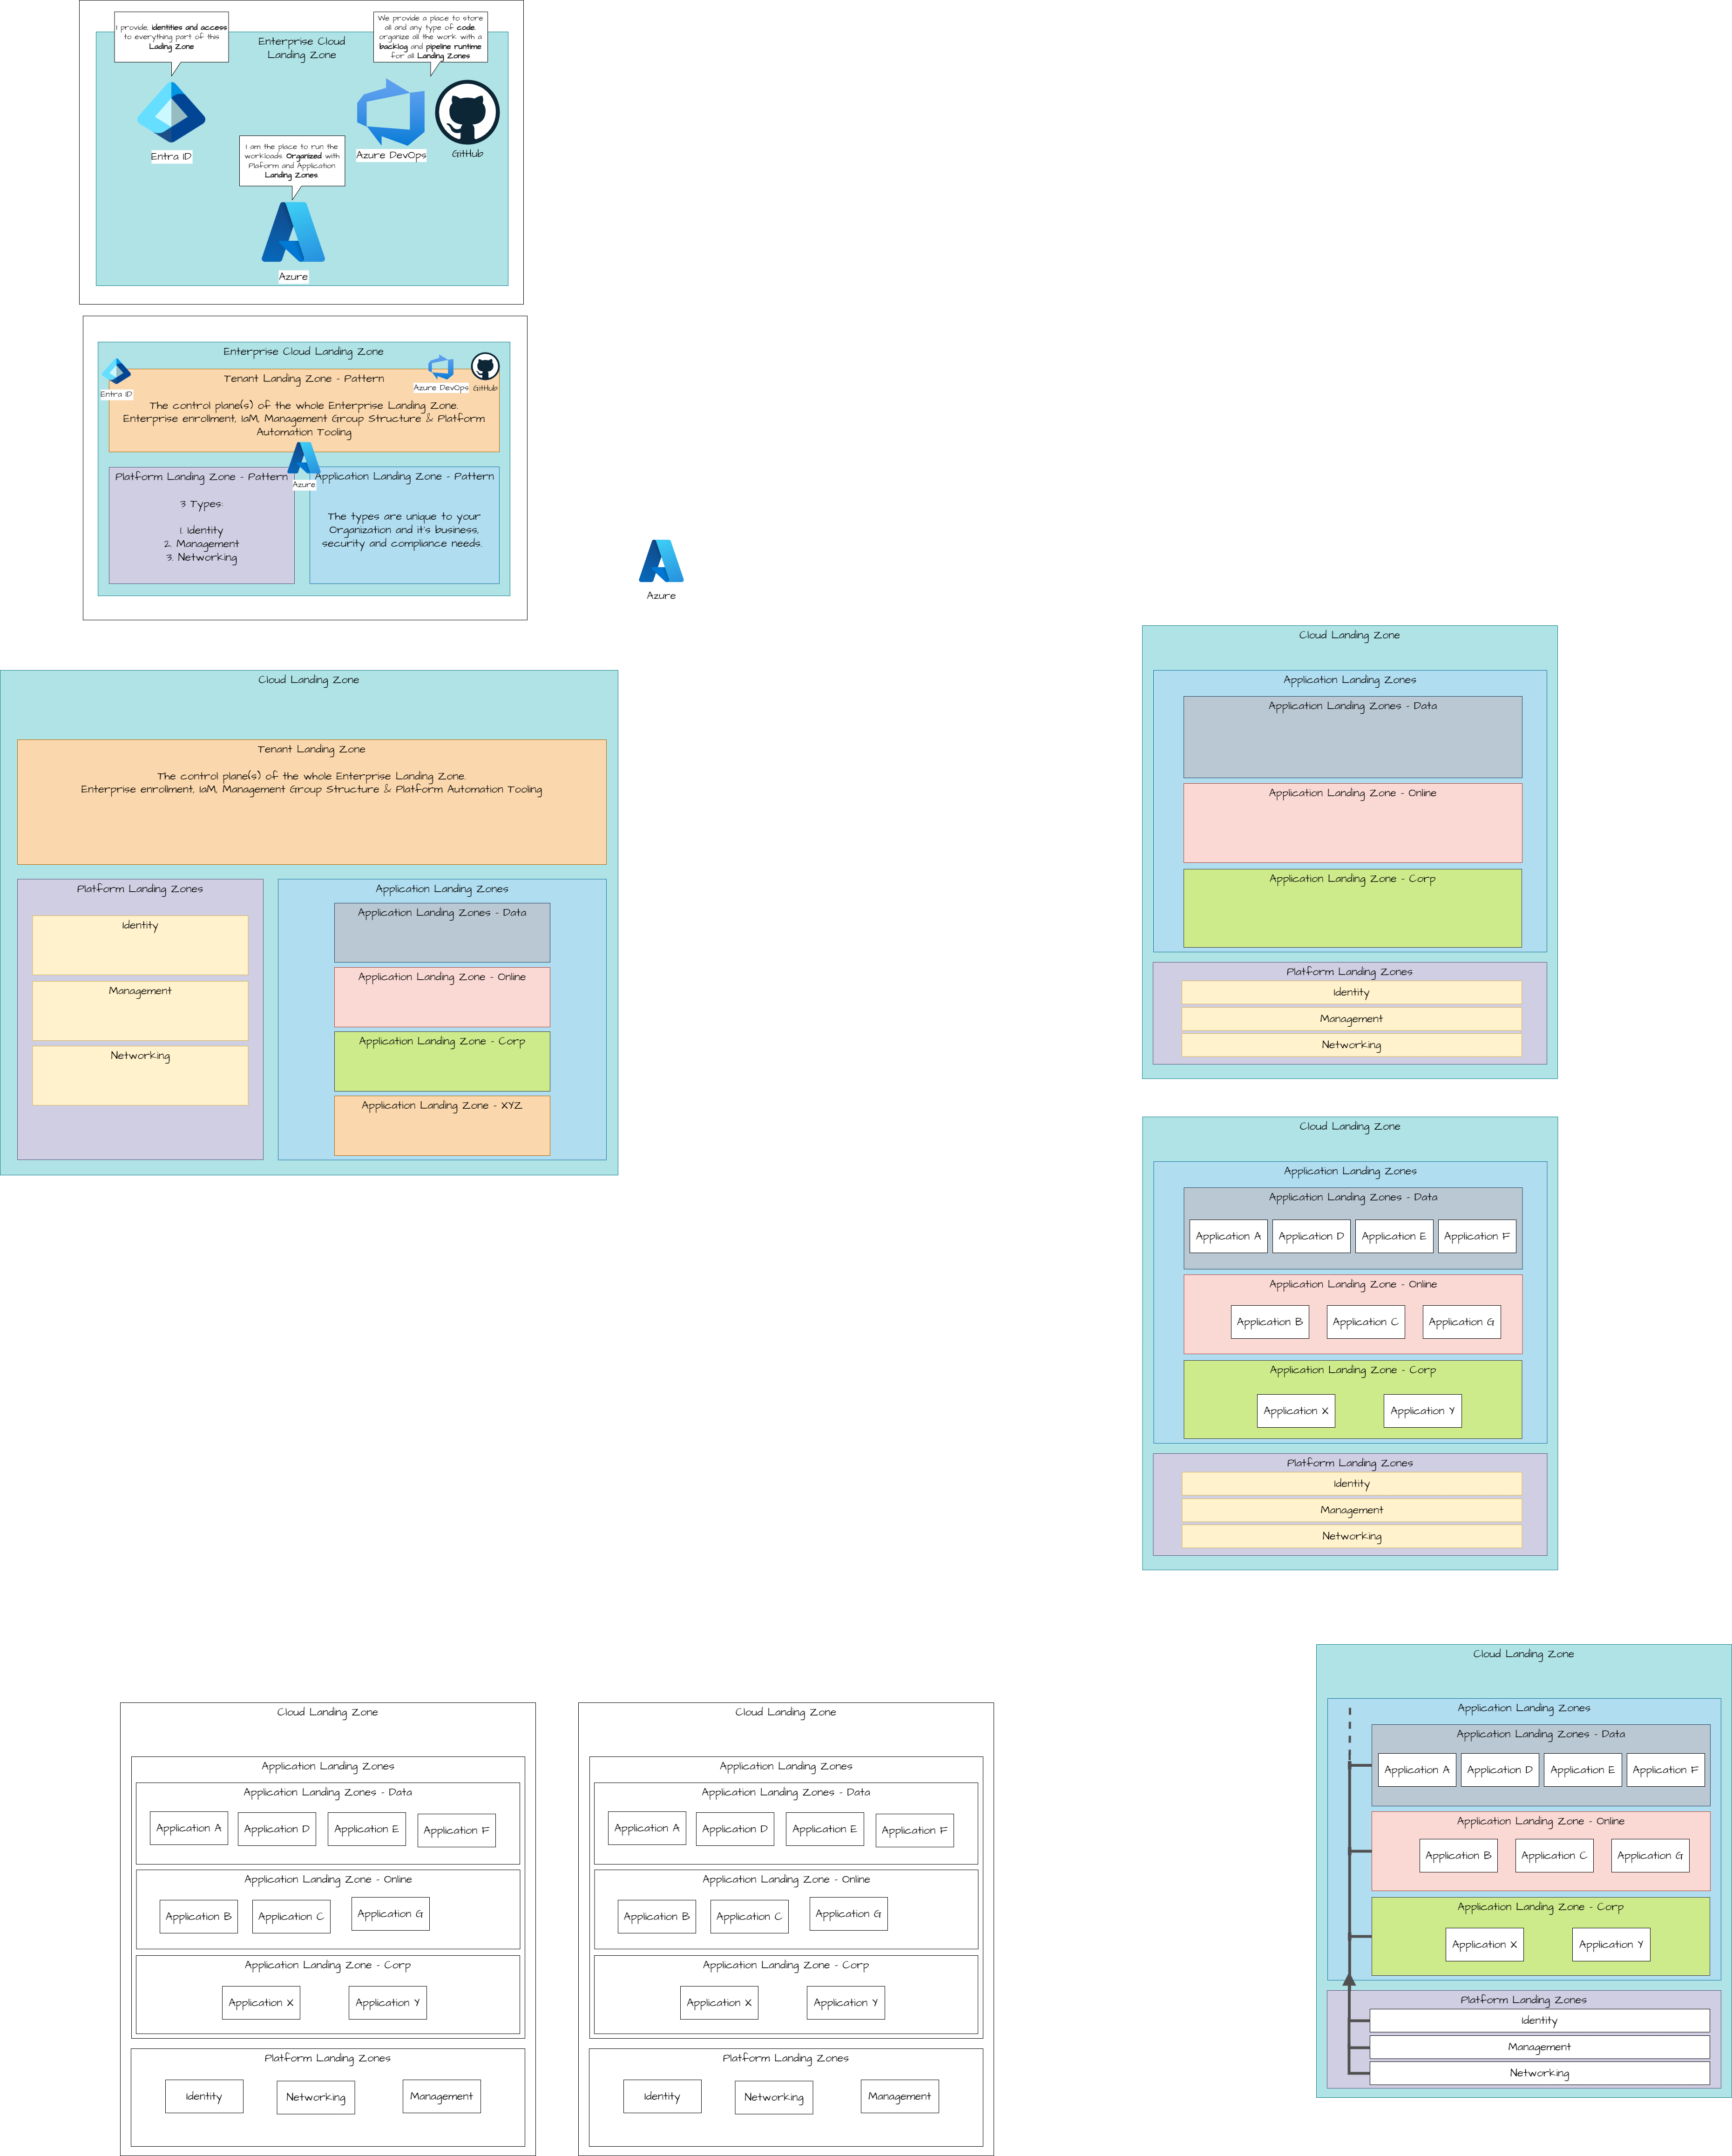 I provide, identities and access
to everything part of this
Lading Zone
We provide a place to store
all and any type of code,
organize all the work with a
backlog and pipeline runtime
for all Landing Zones
Enterprise Cloud
Landing Zone
Entra ID
Azure DevOps
GitHub
I am the place to run the
workloads. Organized with
Plaform and Application
Landing Zones.
Azure
Enterprise Cloud Landing Zone
Entra ID
Azure DevOps
GitHub
Tenant Landing Zone - Pattern
The control plane(s) of the whole Enterprise Landing Zone.
Enterprise enrollment, IaM, Management Group Structure & Platform
Automation Tooling
Azure
Platform Landing Zone - Pattern
3 Types:
1. Identity
2. Management
3. Networking
Application Landing Zone - Pattern
The types are unique to your
Organization and it's business,
security and compliance needs.
Azure
Cloud Landing Zone
Tenant Landing Zone
The control plane(s) of the whole Enterprise Landing Zone.
Enterprise enrollment, IaM, Management Group Structure & Platform Automation Tooling
Platform Landing Zones
Identity
Management
Networking
Application Landing Zones
Application Landing Zones - Data
Application Landing Zone - Online
Application Landing Zone - Corp
Application Landing Zone - XYZ
Cloud Landing Zone
Application Landing Zones
Application Landing Zones - Data
Application Landing Zone - Online
Application Landing Zone - Corp
Platform Landing Zones
Identity
Management
Networking
Cloud Landing Zone
Application Landing Zones
Application Landing Zones - Data
Application A
Application D
Application E
Application F
Application Landing Zone - Online
Application B
Application C
Application G
Application Landing Zone - Corp
Application X
Application Y
Platform Landing Zones
Identity
Management
Networking
Cloud Landing Zone
Application Landing Zones
Application Landing Zones - Data
Application A
Application D
Application E
Application F
Application Landing Zone - Online
Application B
Application C
Application G
Application Landing Zone - Corp
Application X
Application Y
Platform Landing Zones
Identity
Networking
Management
Cloud Landing Zone
Application Landing Zones
Application Landing Zones - Data
Application A
Application D
Application E
Application F
Application Landing Zone - Online
Application B
Application C
Application G
Application Landing Zone - Corp
Application X
Application Y
Platform Landing Zones
Identity
Networking
Management
Cloud Landing Zone
Application Landing Zones
Application Landing Zones - Data
Application A
Application D
Application E
Application F
Application Landing Zone - Online
Application B
Application C
Application G
Application Landing Zone - Corp
Application X
Application Y
Platform Landing Zones
Identity
Management
Networking